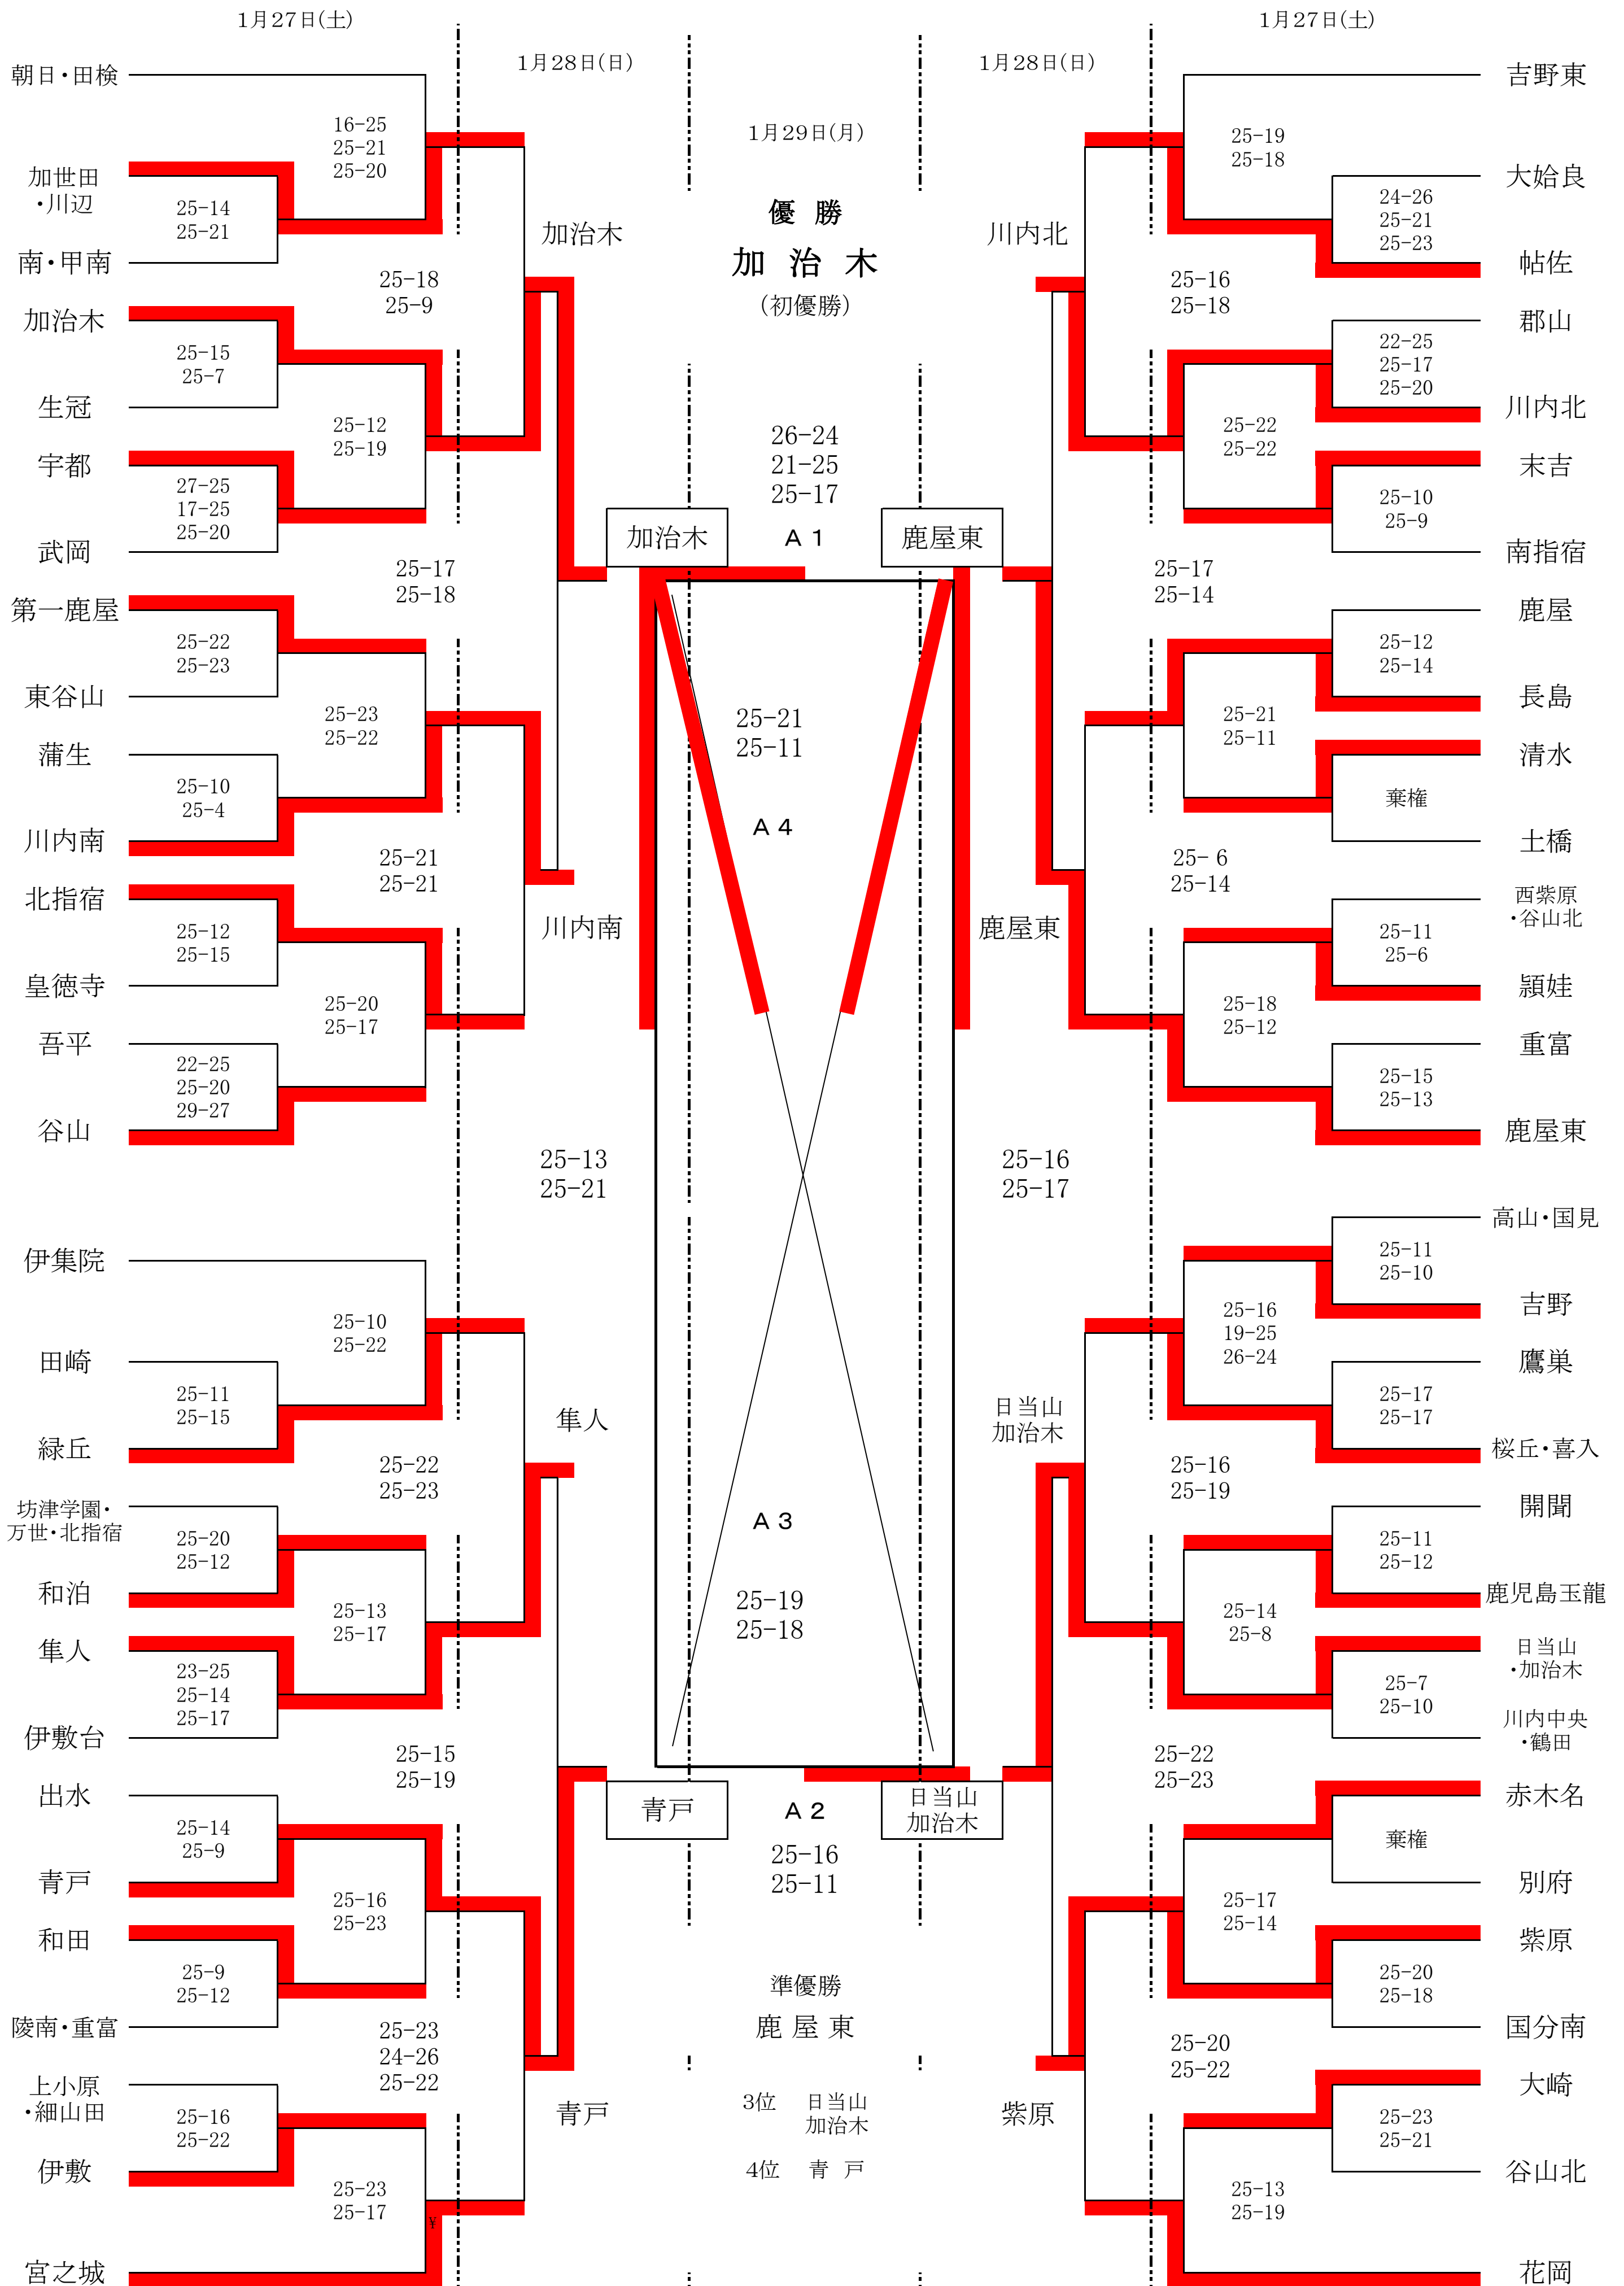 1月27日(土)
1月28日(日)
1月29日(月)
1月28日(日)
1月27日(土)
朝日・田検
16-25
25-21
25-20
加世田
・川辺
25-14
25-21
南・甲南
加治木
25-18
25-9
加治木
25-15
25-7
生冠
25-12
25-19
宇都
27-25
17-25
25-20
武岡
25-17
25-18
第一鹿屋
25-22
25-23
東谷山
25-23
25-22
蒲生
25-10
25-4
川内南
25-21
25-21
北指宿
25-12
25-15
川内南
皇徳寺
25-20
25-17
吾平
22-25
25-20
29-27
谷山
25-13
25-21
伊集院
25-10
25-22
田崎
25-11
25-15
緑丘
隼人
25-22
25-23
坊津学園・
万世・北指宿
25-20
25-12
和泊
25-13
25-17
隼人
23-25
25-14
25-17
伊敷台
25-15
25-19
出水
25-14
25-9
青戸
25-16
25-23
和田
25-9
25-12
陵南・重富
25-23
24-26
25-22
上小原
・細山田
25-16
25-22
青戸
伊敷
25-23
25-17
¥
宮之城
優 勝
加 治 木
(初優勝)
26-24
21-25
25-17
加治木
A 1
鹿屋東
25-21
25-11
A 4
A 3
25-19
25-18
青戸
A 2
日当山
加治木
25-16
25-11
準優勝
鹿 屋 東
3位 日当山
加治木
4位 青 戸
吉野東
25-19
25-18
大姶良
24-26
25-21
25-23
帖佐
川内北
25-16
25-18
郡山
22-25
25-17
25-20
川内北
25-22
25-22
末吉
25-10
25-9
南指宿
25-17
25-14
鹿屋
25-12
25-14
長島
25-21
25-11
清水
棄権
土橋
25- 6
25-14
西紫原
・谷山北
25-11
25-6
鹿屋東
頴娃
25-18
25-12
重富
25-15
25-13
鹿屋東
25-16
25-17
高山・国見
25-11
25-10
吉野
25-16
19-25
26-24
鷹巣
25-17
25-17
桜丘・喜入
日当山
加治木
25-16
25-19
開聞
25-11
25-12
鹿児島玉龍
25-14
25-8
日当山
・加治木
25-7
25-10
川内中央
・鶴田
25-22
25-23
赤木名
棄権
別府
25-17
25-14
紫原
25-20
25-18
国分南
25-20
25-22
大崎
25-23
25-21
紫原
谷山北
25-13
25-19
花岡